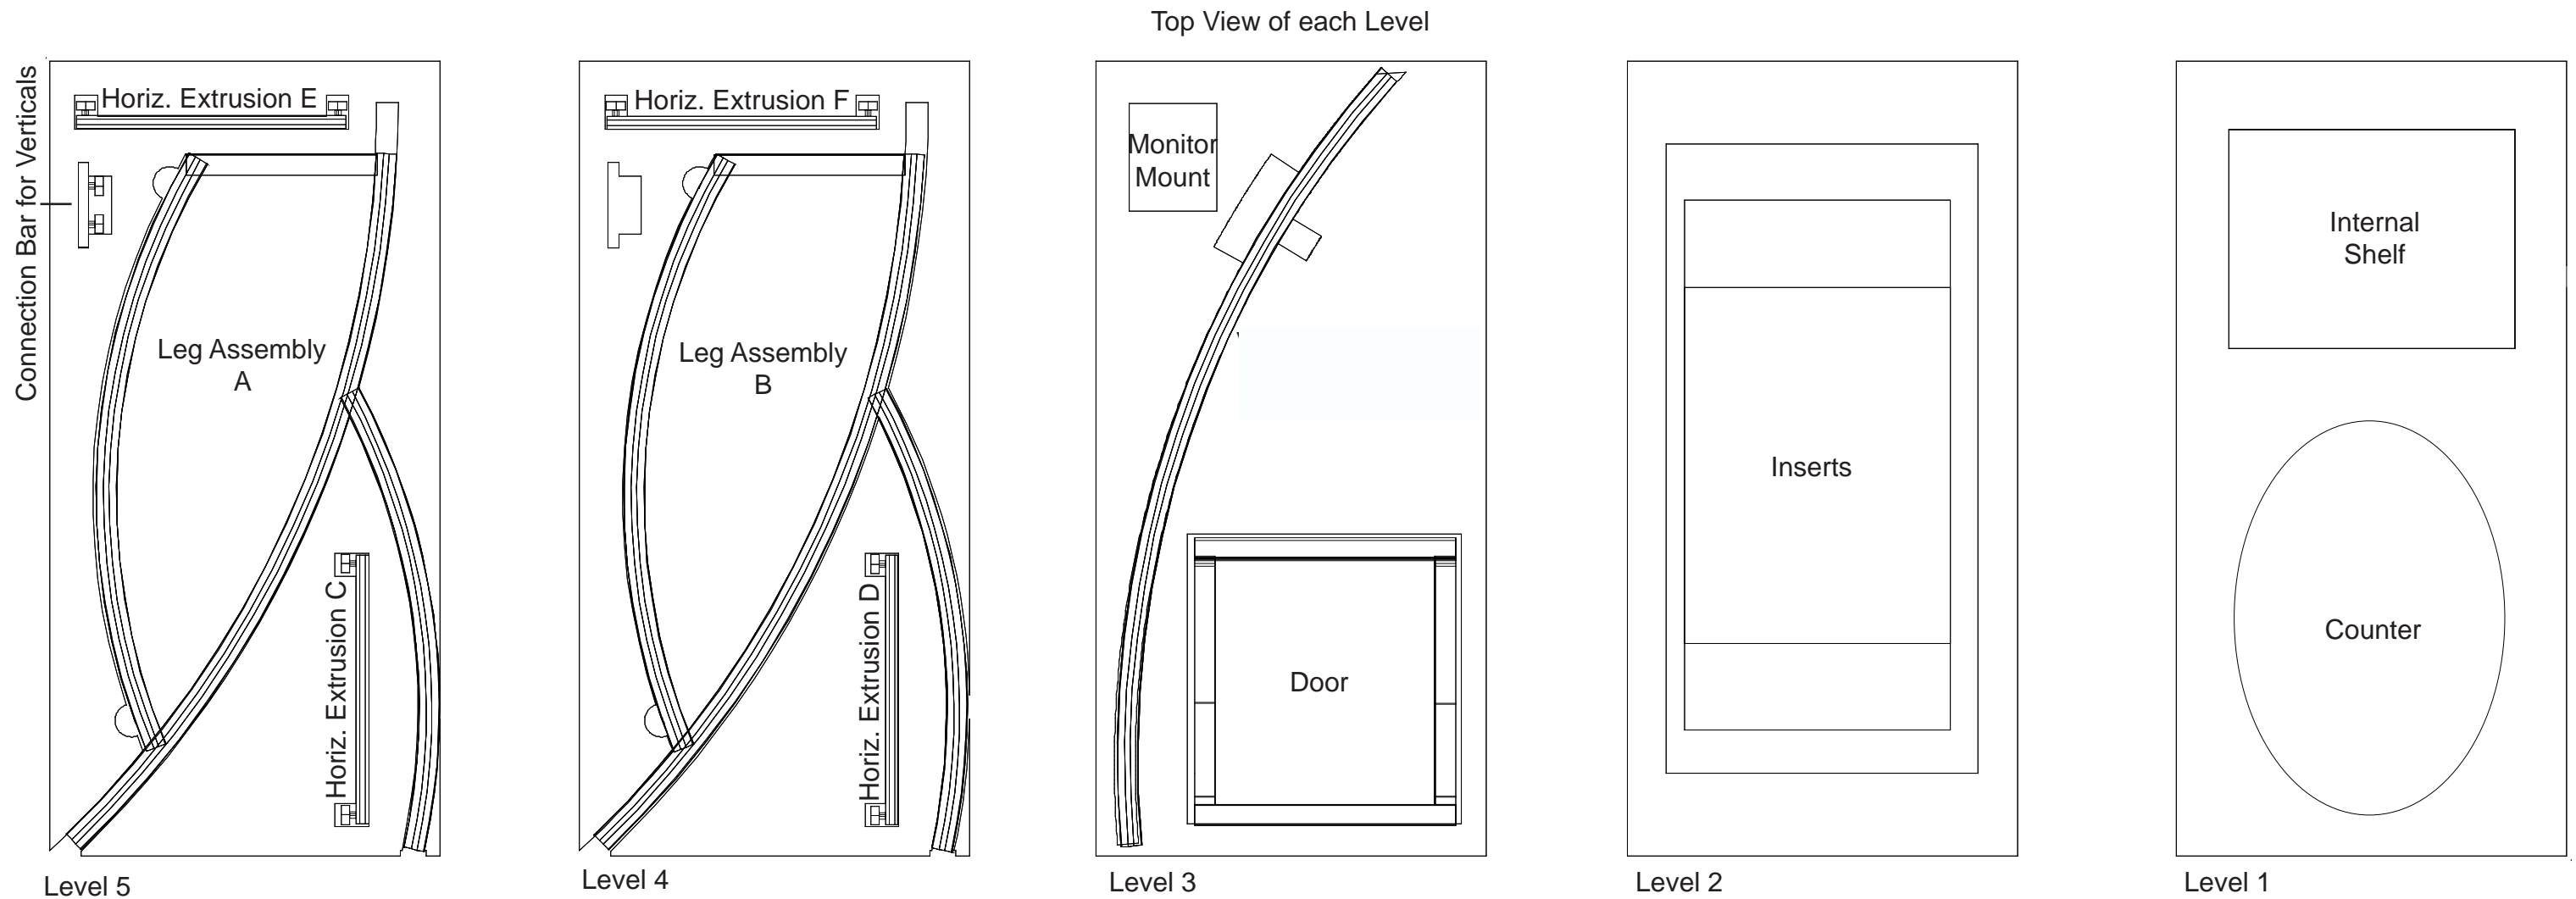 Top View of each Level
Connection Bar for Verticals
Horiz. Extrusion E
Leg Assembly
A
Horiz. Extrusion C
Level 5
Horiz. Extrusion F
Leg Assembly
B
Horiz. Extrusion D
Level 4
Monitor
Mount
Door
Level 3
Inserts
Level 2
Internal
Shelf
Counter
Level 1